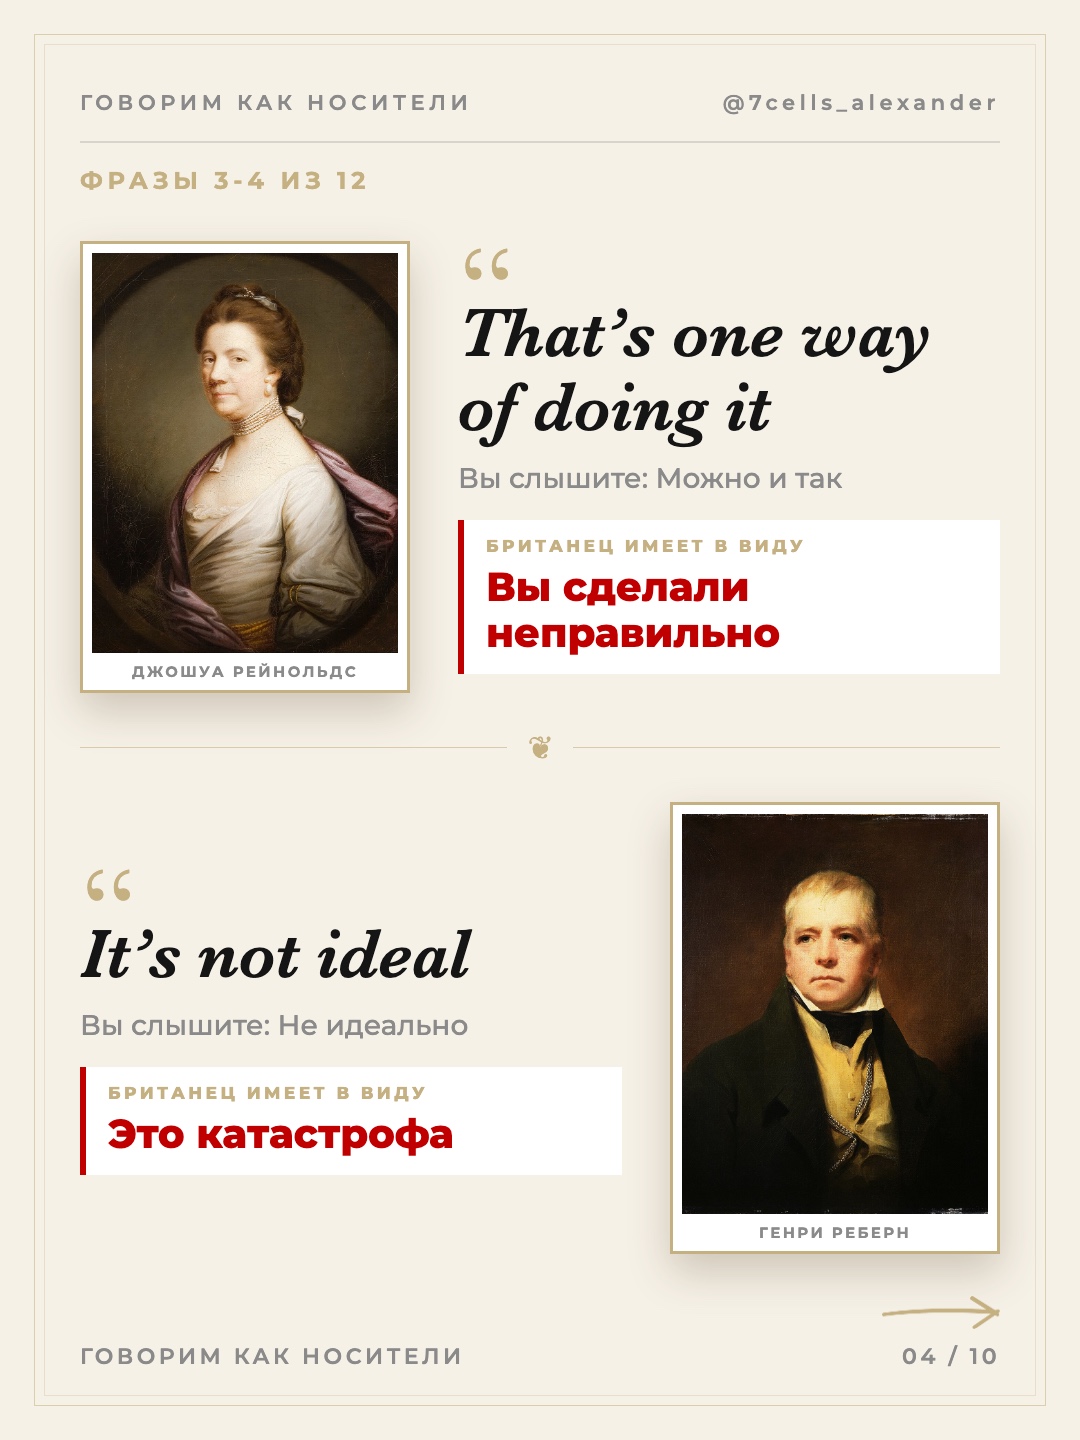 ГОВОРИМ КАК НОСИТЕЛИ
@7cells_alexander
ФРАЗЫ 3-4 ИЗ 12
“
That’s one way
of doing it
Вы слышите: Можно и так
БРИТАНЕЦ ИМЕЕТ В ВИДУ
Вы сделали
неправильно
ДЖОШУА РЕЙНОЛЬДС
“
It’s not ideal
Вы слышите: Не идеально
БРИТАНЕЦ ИМЕЕТ В ВИДУ
Это катастрофа
ГЕНРИ РЕБЕРН
ГОВОРИМ КАК НОСИТЕЛИ
04 / 10